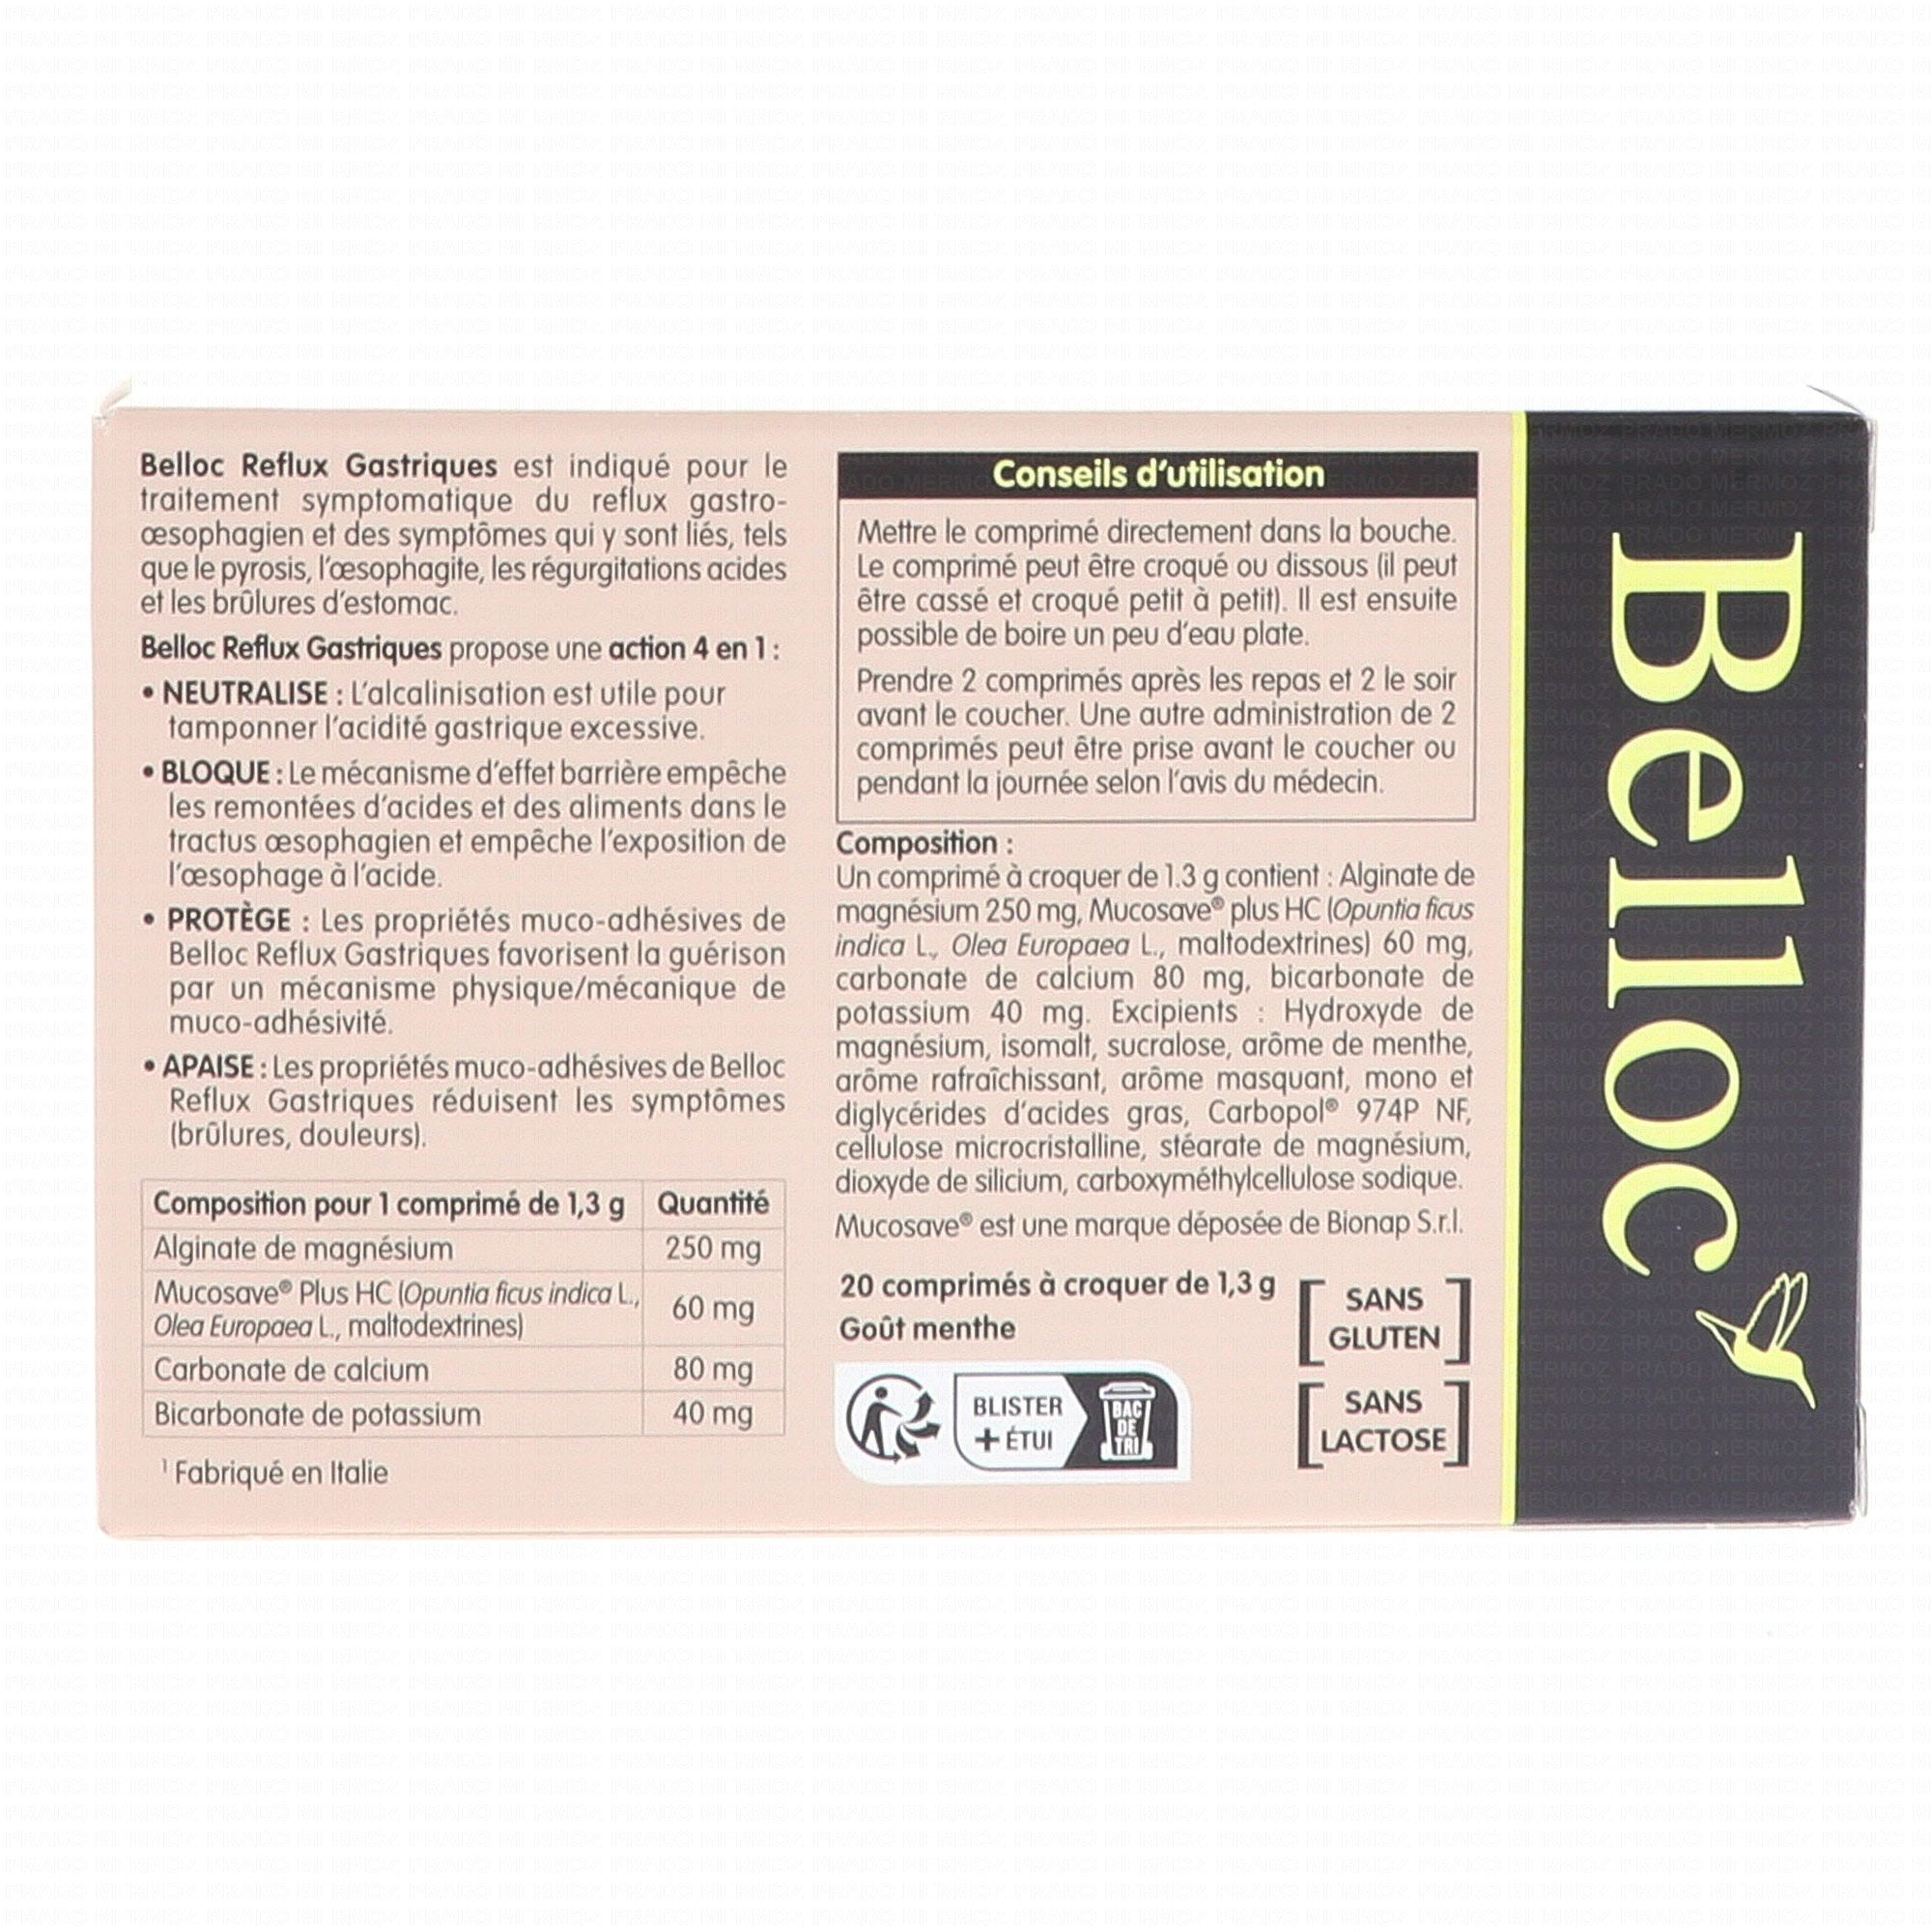 Belloc Reflux Gastriques est indiqué pour le
traitement symptomatique du reflux gastro-
œsophagien et des symptômes qui y sont liés, tels
que le pyrosis, l'œsophagite, les régurgitations acides
et les brûlures d'estomac.
Belloc Reflux Gastriques propose une action 4 en 1 :
• NEUTRALISE : L'alcalinisation est utile pour
tamponner l'acidité gastrique excessive.
• BLOQUE : Le mécanisme d'effet barrière empêche
les remontées d'acides et des aliments dans le
tractus œsophagien et empêche l'exposition de
l'œsophage à l'acide.
• PROTÈGE : Les propriétés muco-adhésives de
Belloc Reflux Gastriques favorisent la guérison
par un mécanisme physique/mécanique de
muco-adhésivité.
• APAISE : Les propriétés muco-adhésives de Belloc
Reflux Gastriques réduisent les symptômes
(brûlures, douleurs).
Composition pour 1 comprimé de 1,3 g Quantité
Alginate de magnésium 250 mg
Mucosave® Plus HC (Opuntia ficus indica L.,
Olea Europaea L., maltodextrines) 60 mg
Carbonate de calcium 80 mg
Bicarbonate de potassium 40 mg
¹ Fabriqué en Italie
Conseils d'utilisation
Mettre le comprimé directement dans la bouche.
Le comprimé peut être croqué ou dissous (il peut
être cassé et croqué petit à petit). Il est ensuite
possible de boire un peu d'eau plate.
Prendre 2 comprimés après les repas et 2 le soir
avant le coucher. Une autre administration de 2
comprimés peut être prise avant le coucher ou
pendant la journée selon l'avis du médecin.
Composition :
Un comprimé à croquer de 1.3 g contient : Alginate de
magnésium 250 mg, Mucosave® plus HC (Opuntia ficus
indica L., Olea Europaea L., maltodextrines) 60 mg,
carbonate de calcium 80 mg, bicarbonate de
potassium 40 mg. Excipients : Hydroxyde de
magnésium, isomalt, sucralose, arôme de menthe,
arôme rafraîchissant, arôme masquant, mono et
diglycérides d'acides gras, Carbopol® 974P NF,
cellulose microcristalline, stéarate de magnésium,
dioxyde de silicium, carboxyméthylcellulose sodique.
Mucosave® est une marque déposée de Bionap S.r.l.
20 comprimés à croquer de 1,3 g
Goût menthe
SANS
GLUTEN
SANS
LACTOSE
BLISTER
+ ÉTUI
BAC
DE
TRI
Belloc
PRADO MERMOZ